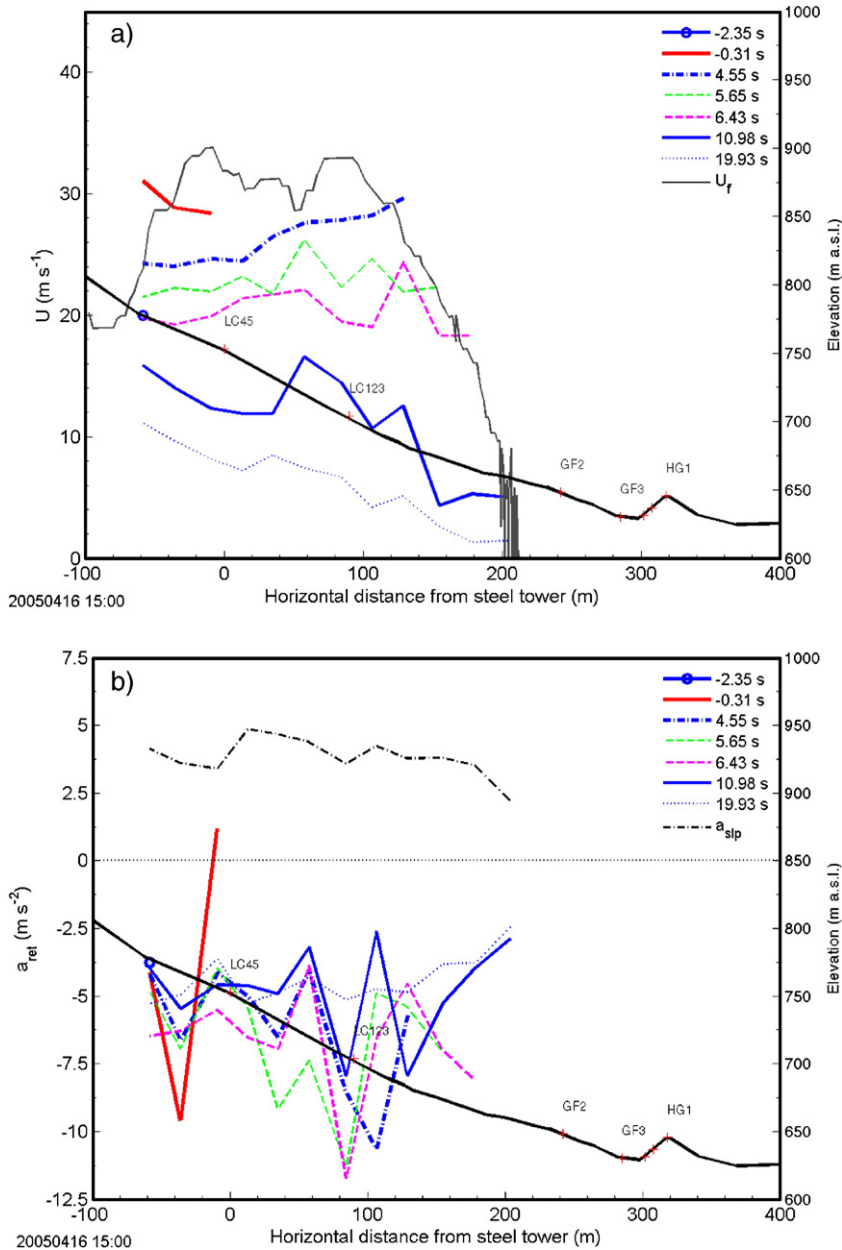 a)
-2.35 s
-0.31 s
4.55 s
5.65 s
6.43 s
10.98 s
19.93 s
U_f
40
30
20
10
0
U (m s⁻¹)
1000
950
900
850
800
750
700
650
600
Elevation (m a.s.l.)
LC45
LC123
GF2
GF3
HG1
-100
0
100
200
300
400
Horizontal distance from steel tower (m)
20050416 15:00
b)
-2.35 s
-0.31 s
4.55 s
5.65 s
6.43 s
10.98 s
19.93 s
a_slp
7.5
5
2.5
0
-2.5
-5
-7.5
-10
-12.5
a_ret (m s⁻²)
1000
950
900
850
800
750
700
650
600
Elevation (m a.s.l.)
LC45
LC123
GF2
GF3
HG1
-100
0
100
200
300
400
Horizontal distance from steel tower (m)
20050416 15:00